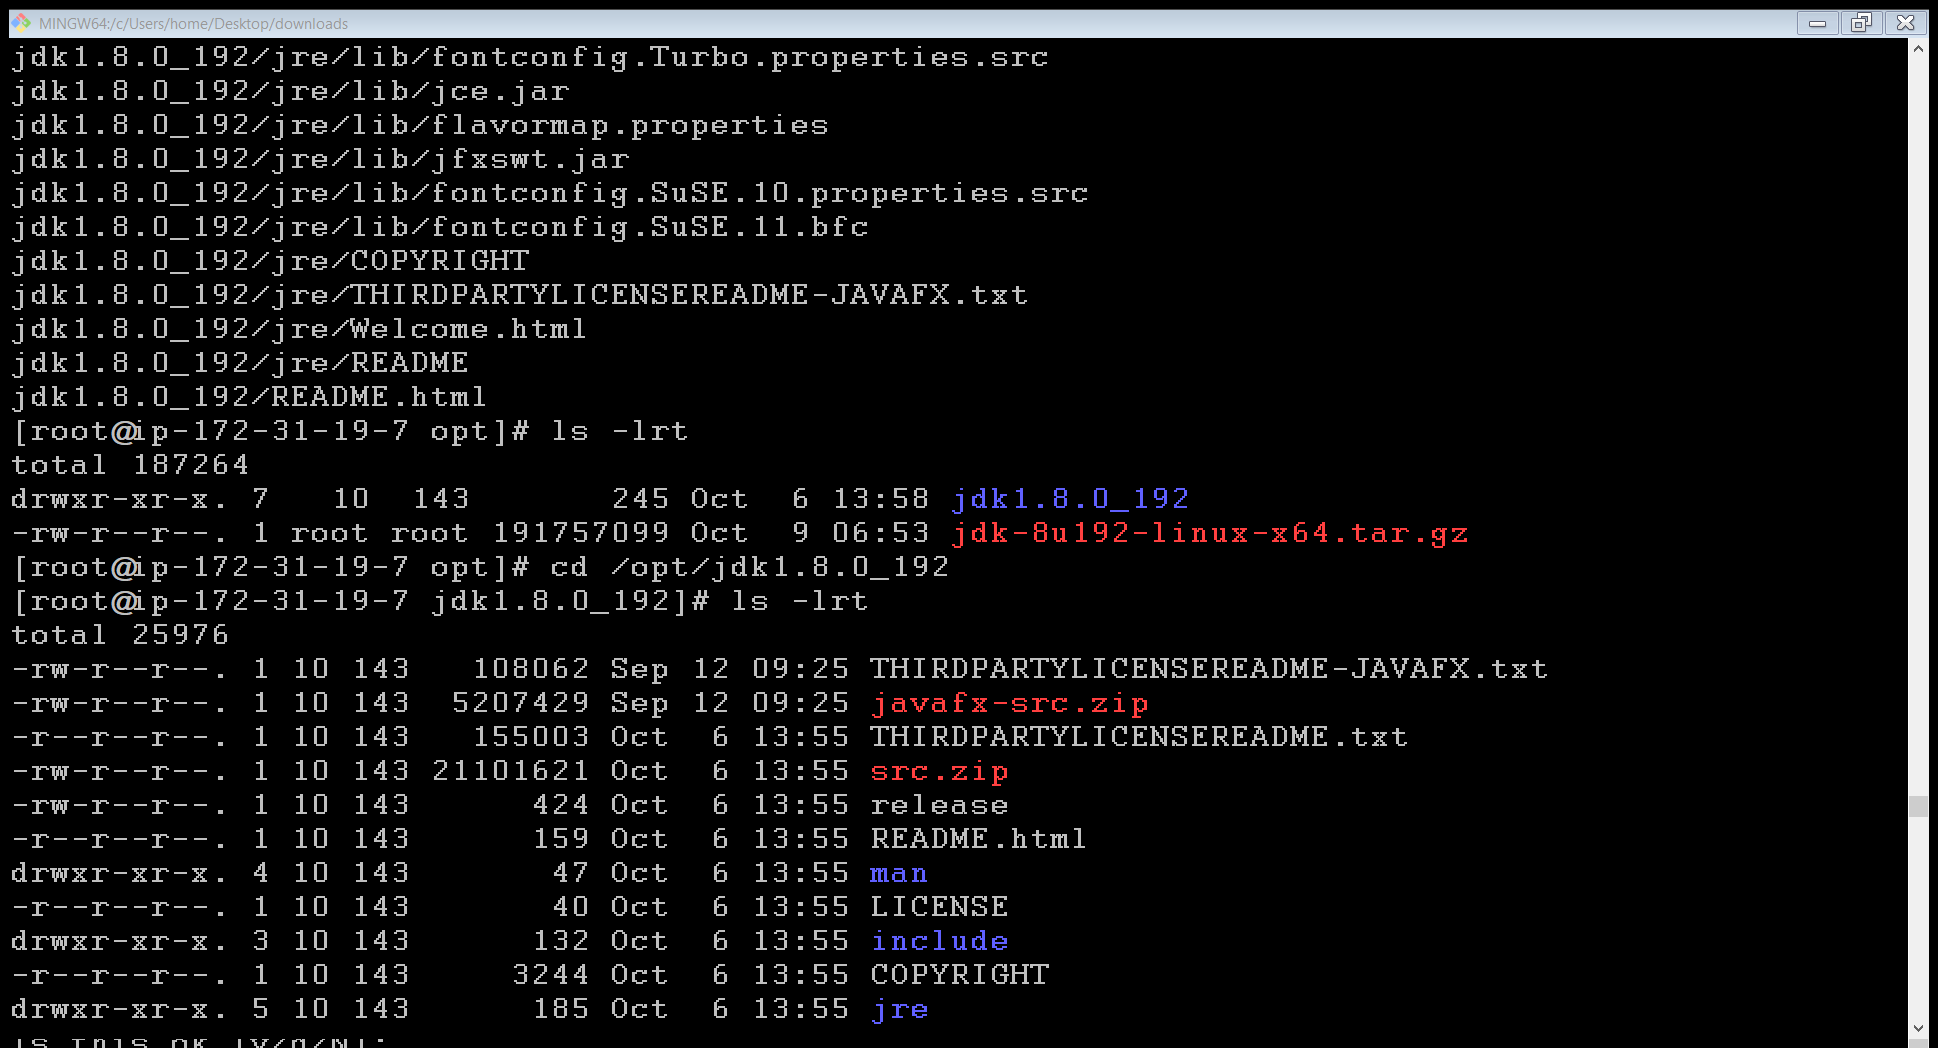 MINGW64:/c/Users/home/Desktop/downloads
jdk1.8.0_192/jre/lib/fontconfig.Turbo.properties.src
jdk1.8.0_192/jre/lib/jce.jar
jdk1.8.0_192/jre/lib/flavormap.properties
jdk1.8.0_192/jre/lib/jfxswt.jar
jdk1.8.0_192/jre/lib/fontconfig.SuSE.10.properties.src
jdk1.8.0_192/jre/lib/fontconfig.SuSE.11.bfc
jdk1.8.0_192/jre/COPYRIGHT
jdk1.8.0_192/jre/THIRDPARTYLICENSEREADME-JAVAFX.txt
jdk1.8.0_192/jre/Welcome.html
jdk1.8.0_192/jre/README
jdk1.8.0_192/README.html
[root@ip-172-31-19-7 opt]# ls -lrt
total 187264
drwxr-xr-x. 7   10  143       245 Oct  6 13:58 jdk1.8.0_192
-rw-r--r--. 1 root root 191757099 Oct  9 06:53 jdk-8u192-linux-x64.tar.gz
[root@ip-172-31-19-7 opt]# cd /opt/jdk1.8.0_192
[root@ip-172-31-19-7 jdk1.8.0_192]# ls -lrt
total 25976
-rw-r--r--. 1 10 143   108062 Sep 12 09:25 THIRDPARTYLICENSEREADME-JAVAFX.txt
-rw-r--r--. 1 10 143  5207429 Sep 12 09:25 javafx-src.zip
-r--r--r--. 1 10 143   155003 Oct  6 13:55 THIRDPARTYLICENSEREADME.txt
-rw-r--r--. 1 10 143 21101621 Oct  6 13:55 src.zip
-rw-r--r--. 1 10 143      424 Oct  6 13:55 release
-r--r--r--. 1 10 143      159 Oct  6 13:55 README.html
drwxr-xr-x. 4 10 143       47 Oct  6 13:55 man
-r--r--r--. 1 10 143       40 Oct  6 13:55 LICENSE
drwxr-xr-x. 3 10 143      132 Oct  6 13:55 include
-r--r--r--. 1 10 143     3244 Oct  6 13:55 COPYRIGHT
drwxr-xr-x. 5 10 143      185 Oct  6 13:55 jre
Is this ok [y/d/N]: